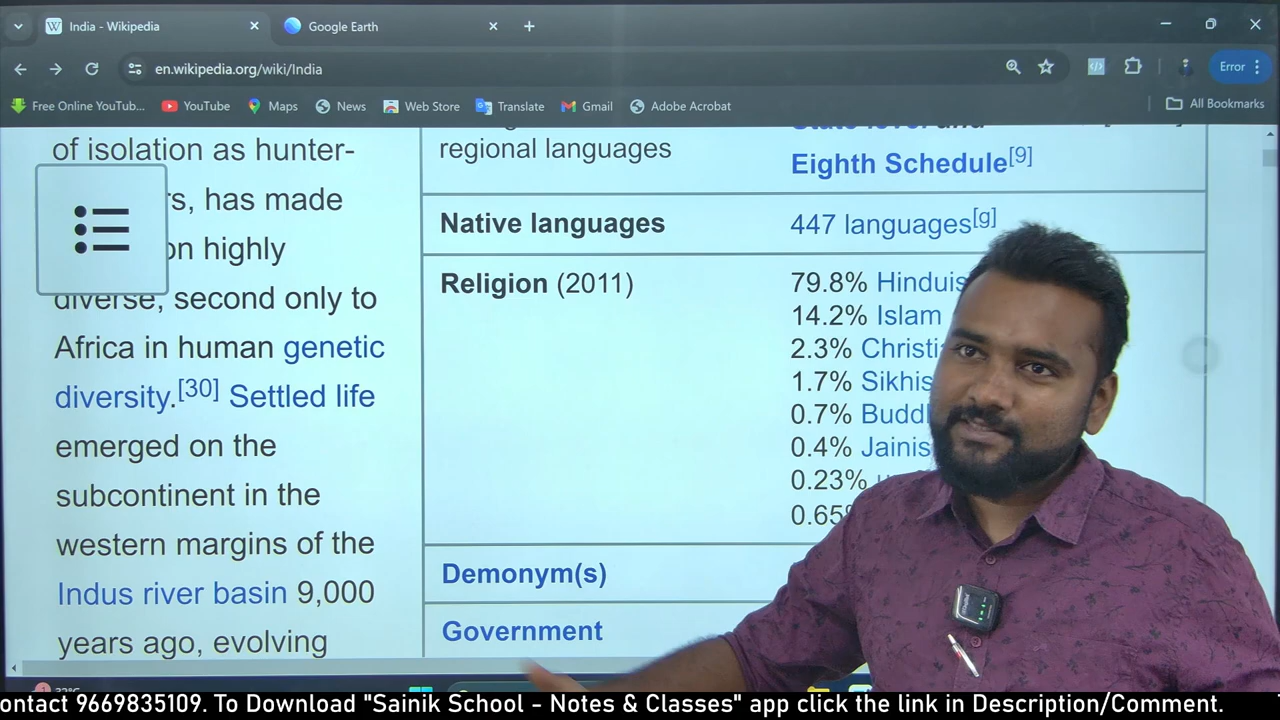 India - Wikipedia
Google Earth
en.wikipedia.org/wiki/India
Error
Free Online YouTub...
YouTube
Maps
News
Web Store
Translate
Gmail
Adobe Acrobat
All Bookmarks
of isolation as hunter-
has made
highly
diverse, second only to
Africa in human genetic
diversity.[30] Settled life
emerged on the
subcontinent in the
western margins of the
Indus river basin 9,000
years ago, evolving
regional languages
Eighth Schedule[9]
Native languages
447 languages[g]
Religion (2011)
79.8% Hinduis
14.2% Islam
2.3% Christi
1.7% Sikhis
0.7% Buddh
0.4% Jainis
0.23%
0.65
Demonym(s)
Government
ontact 9669835109. To Download "Sainik School - Notes & Classes" app click the link in Description/Comment.